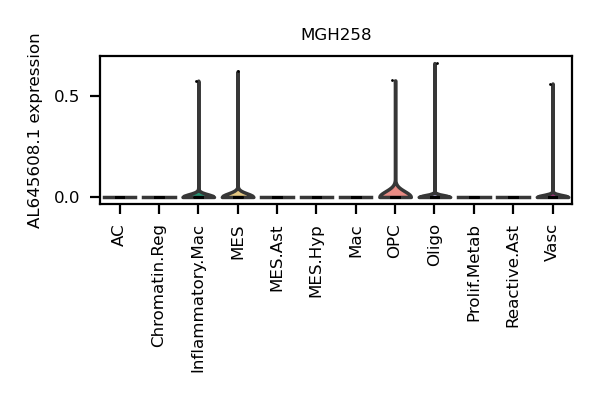 MGH258
AL645608.1 expression
0.5
0.0
AC
Chromatin.Reg
Inflammatory.Mac
MES
MES.Ast
MES.Hyp
Mac
OPC
Oligo
Prolif.Metab
Reactive.Ast
Vasc